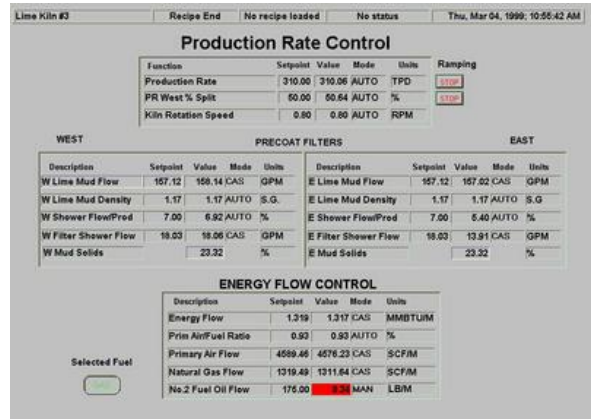 Lime Kiln #3 Recipe End No recipe loaded No status Thu, Mar 04, 1999; 10:55:42 AM
Production Rate Control
Function Setpoint Value Mode Units Ramping
Production Rate 310.00 310.06 AUTO TPD STOP
PR West % Split 50.00 50.64 AUTO % STOP
Kiln Rotation Speed 0.80 0.80 AUTO RPM
WEST PRECOAT FILTERS EAST
Description Setpoint Value Mode Units Description Setpoint Value Mode Units
W Lime Mud Flow 157.12 158.14 CAS GPM E Lime Mud Flow 157.12 157.02 CAS GPM
W Lime Mud Density 1.17 1.17 AUTO S.G. E Lime Mud Density 1.17 1.17 AUTO S.G
W Shower Flow/Prod 7.00 6.92 AUTO % E Shower Flow/Prod 7.00 5.40 AUTO %
W Filter Shower Flow 18.03 18.06 CAS GPM E Filter Shower Flow 18.03 13.91 CAS GPM
W Mud Solids 23.32 % E Mud Solids 23.32 %
ENERGY FLOW CONTROL
Description Setpoint Value Mode Units
Energy Flow 1.319 1.317 CAS MMBTU/M
Prim Air/Fuel Ratio 0.93 0.93 AUTO %
Primary Air Flow 4589.46 4576.23 CAS SCF/M
Natural Gas Flow 1319.49 1311.64 CAS SCF/M
No.2 Fuel Oil Flow 175.00 MAN LB/M
Selected Fuel
GAS